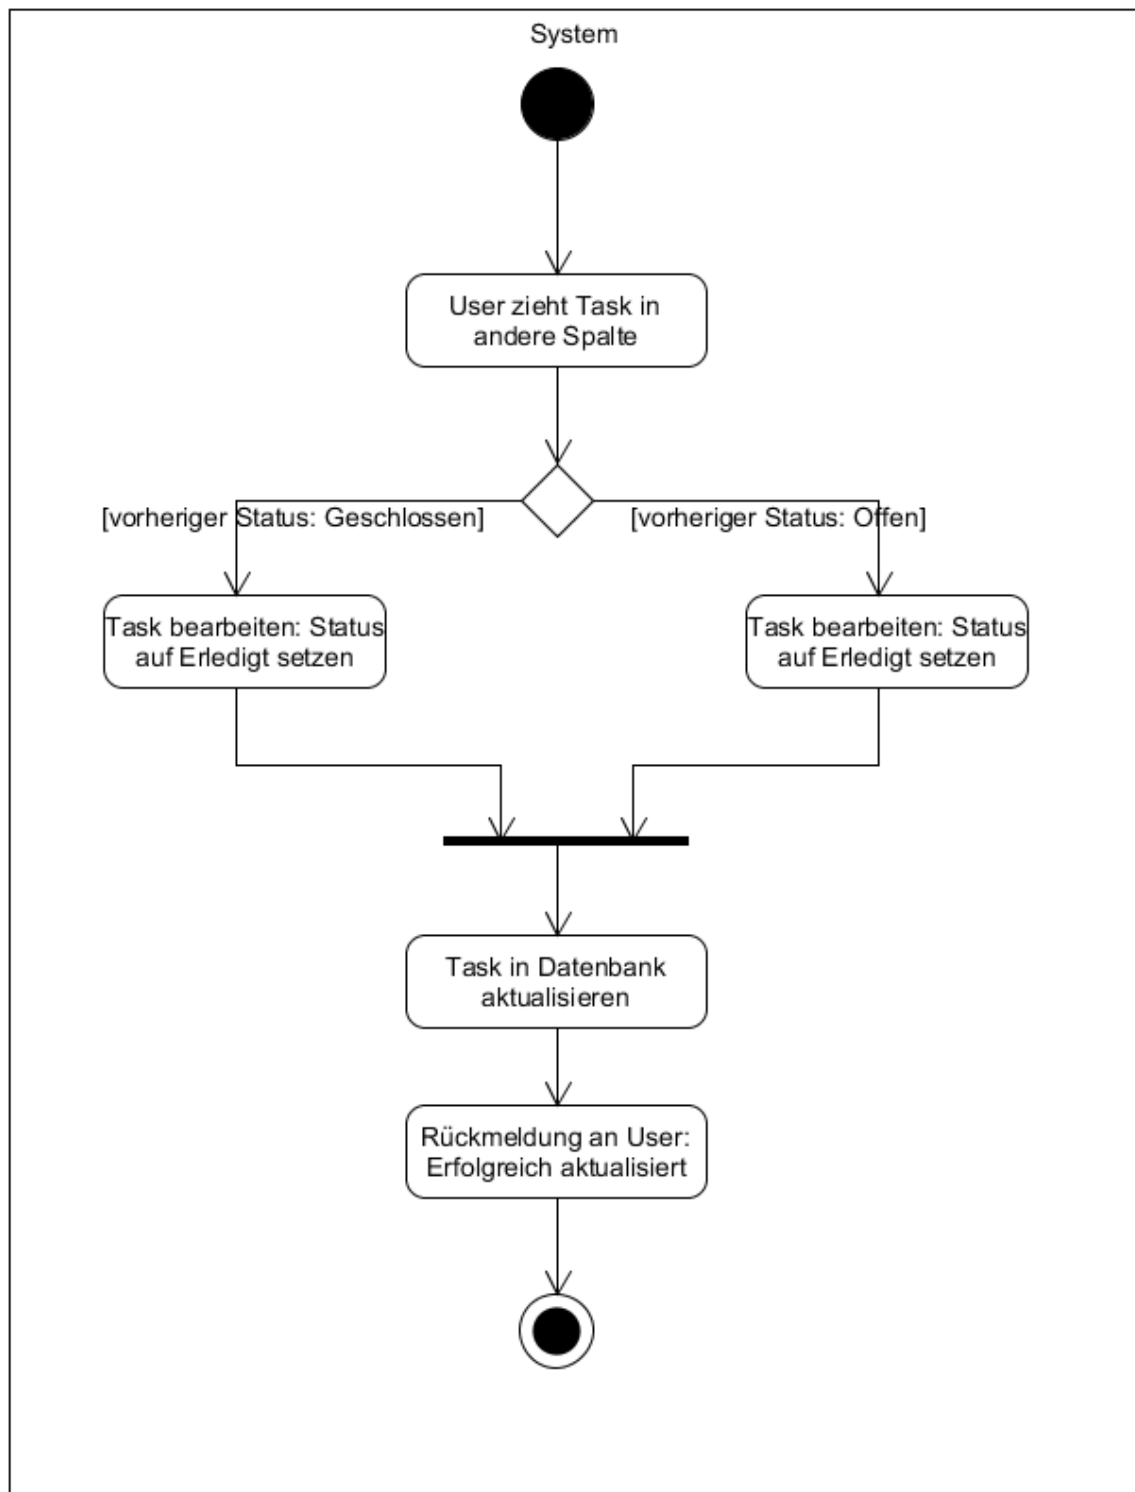 System
User zieht Task in
andere Spalte
[vorheriger Status: Geschlossen]
[vorheriger Status: Offen]
Task bearbeiten: Status
auf Erledigt setzen
Task bearbeiten: Status
auf Erledigt setzen
Task in Datenbank
aktualisieren
Rückmeldung an User:
Erfolgreich aktualisiert